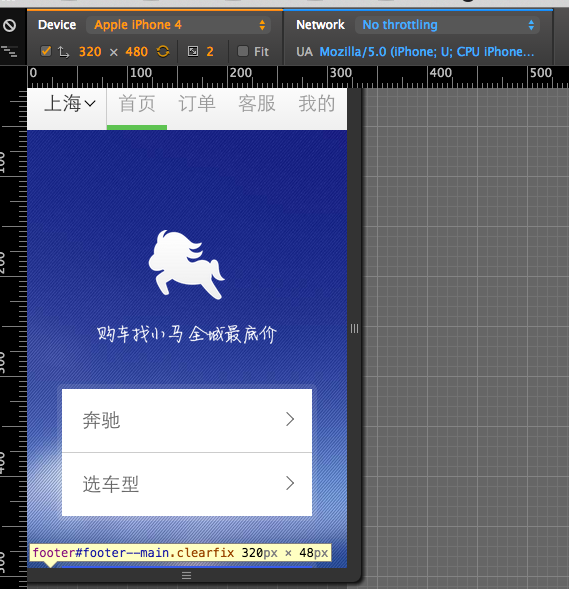 Device Apple iPhone 4 Network No throttling
320 × 480 2 Fit UA Mozilla/5.0 (iPhone; U; CPU iPhone...
0 100 200 300 400 500
100
200
300
400
500
上海 首页 订单 客服 我的
购车找小马 全城最底价
奔驰
选车型
footer#footer--main.clearfix 320px × 48px